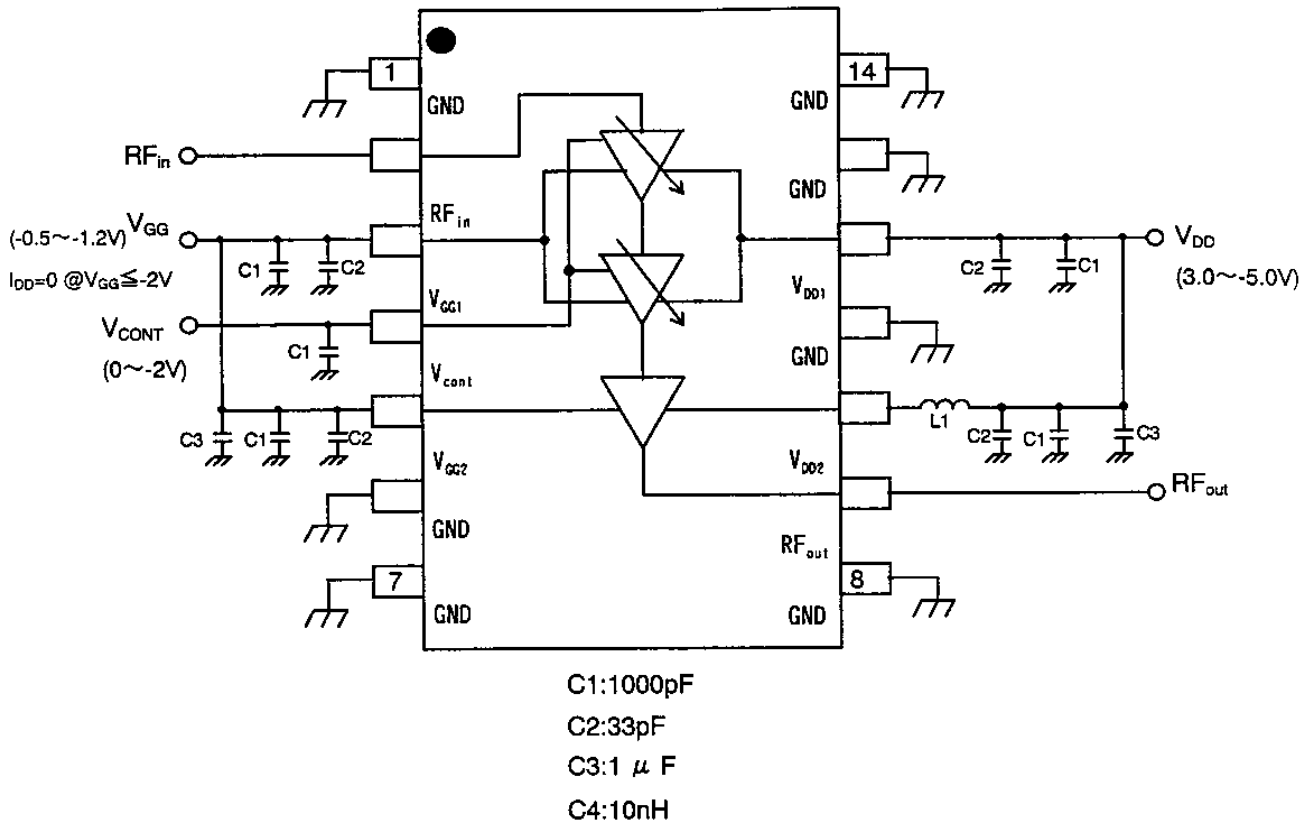 1
14
GND
GND
RFin
RFin
GND
VGG
(-0.5~-1.2V)
C1
C2
IDD=0 @VGG≦-2V
VGG1
C2
C1
VDD
(3.0~-5.0V)
VDD1
VCONT
(0~-2V)
C1
Vcont
GND
C3
C1
C2
VGG2
L1
C2
C1
C3
VDD2
RFout
GND
RFout
7
8
GND
GND
C1:1000pF
C2:33pF
C3:1 μ F
C4:10nH